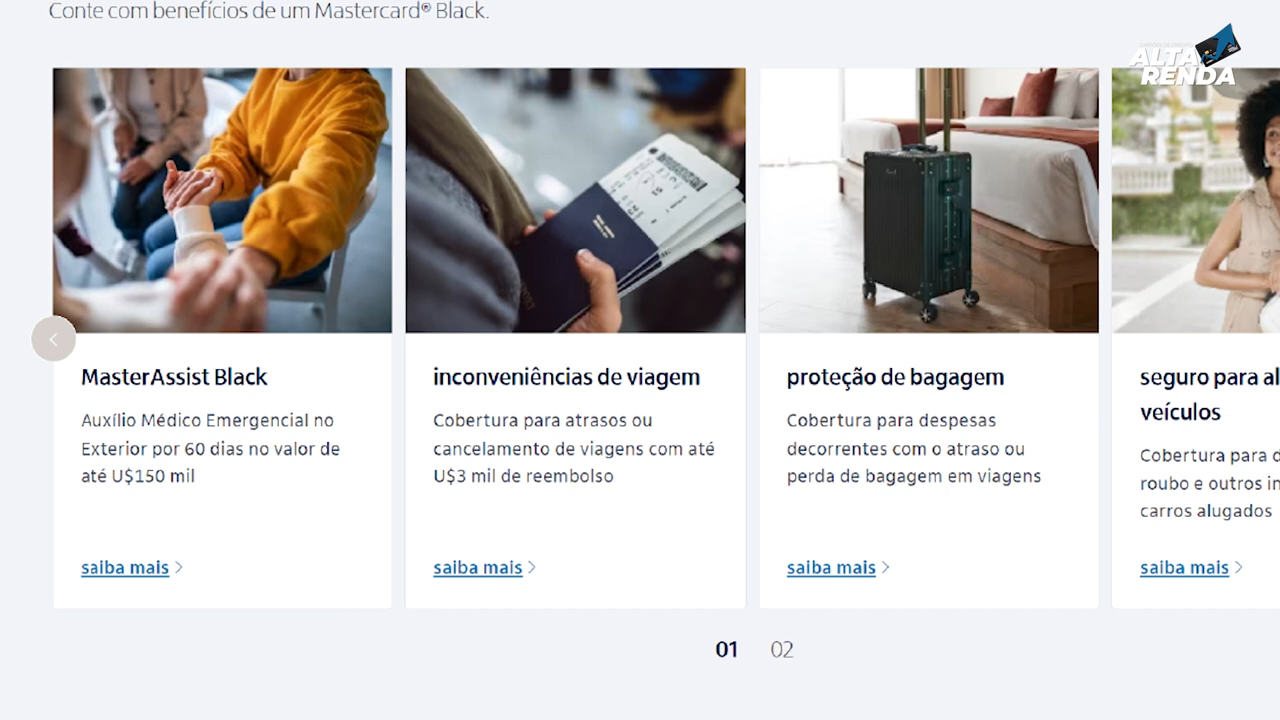 Conte com benefícios de um Mastercard® Black.
ALTA
RENDA
MasterAssist Black
Auxílio Médico Emergencial no
Exterior por 60 dias no valor de
até U$150 mil
saiba mais
inconveniências de viagem
Cobertura para atrasos ou
cancelamento de viagens com até
U$3 mil de reembolso
saiba mais
proteção de bagagem
Cobertura para despesas
decorrentes com o atraso ou
perda de bagagem em viagens
saiba mais
seguro para al
veículos
Cobertura para d
roubo e outros in
carros alugados
saiba mais
01 02